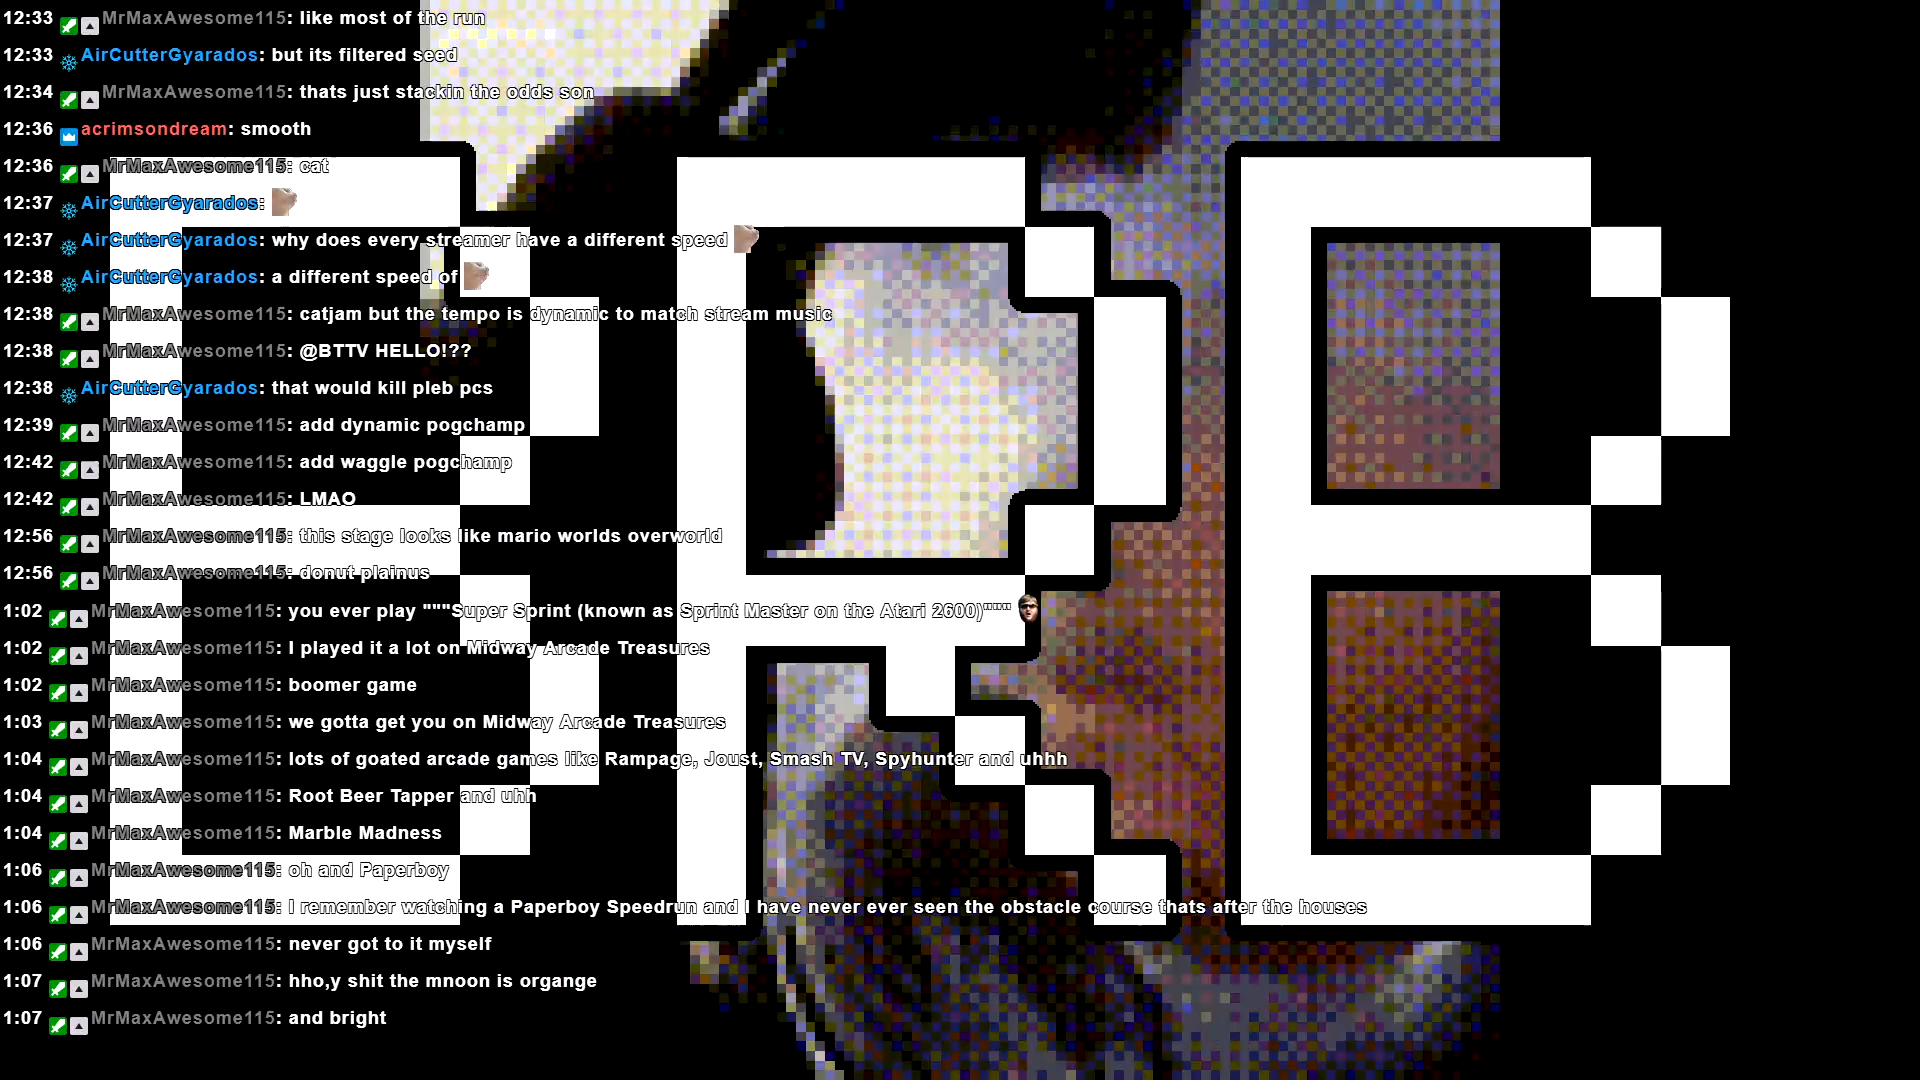 12:33 MrMaxAwesome115: like most of the run
12:33 AirCutterGyarados: but its filtered seed
12:34 MrMaxAwesome115: thats just stackin the odds son
12:36 acrimsondream: smooth
12:36 MrMaxAwesome115: cat
12:37 AirCutterGyarados:
12:37 AirCutterGyarados: why does every streamer have a different speed
12:38 AirCutterGyarados: a different speed of
12:38 MrMaxAwesome115: catjam but the tempo is dynamic to match stream music
12:38 MrMaxAwesome115: @BTTV HELLO!??
12:38 AirCutterGyarados: that would kill pleb pcs
12:39 MrMaxAwesome115: add dynamic pogchamp
12:42 MrMaxAwesome115: add waggle pogchamp
12:42 MrMaxAwesome115: LMAO
12:56 MrMaxAwesome115: this stage looks like mario worlds overworld
12:56 MrMaxAwesome115: donut plainus
1:02 MrMaxAwesome115: you ever play """Super Sprint (known as Sprint Master on the Atari 2600)"""
1:02 MrMaxAwesome115: I played it a lot on Midway Arcade Treasures
1:02 MrMaxAwesome115: boomer game
1:03 MrMaxAwesome115: we gotta get you on Midway Arcade Treasures
1:04 MrMaxAwesome115: lots of goated arcade games like Rampage, Joust, Smash TV, Spyhunter and uhhh
1:04 MrMaxAwesome115: Root Beer Tapper and uhh
1:04 MrMaxAwesome115: Marble Madness
1:06 MrMaxAwesome115: oh and Paperboy
1:06 MrMaxAwesome115: I remember watching a Paperboy Speedrun and I have never ever seen the obstacle course thats after the houses
1:06 MrMaxAwesome115: never got to it myself
1:07 MrMaxAwesome115: hho,y shit the mnoon is organge
1:07 MrMaxAwesome115: and bright
BRB